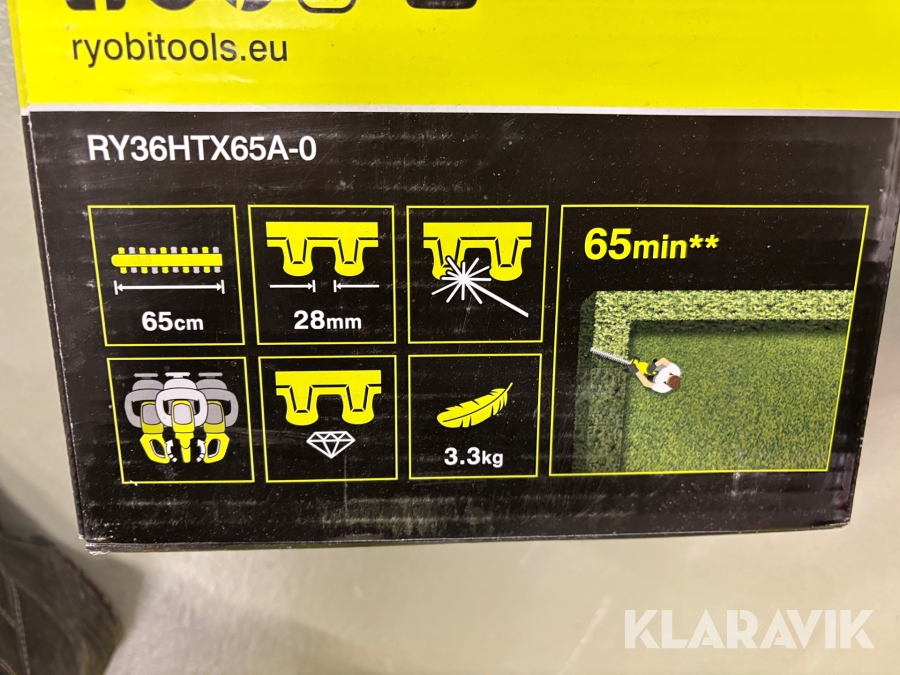 ryobitools.eu
RY36HTX65A-0
65cm
28mm
65min**
3.3kg
KLARAVIK